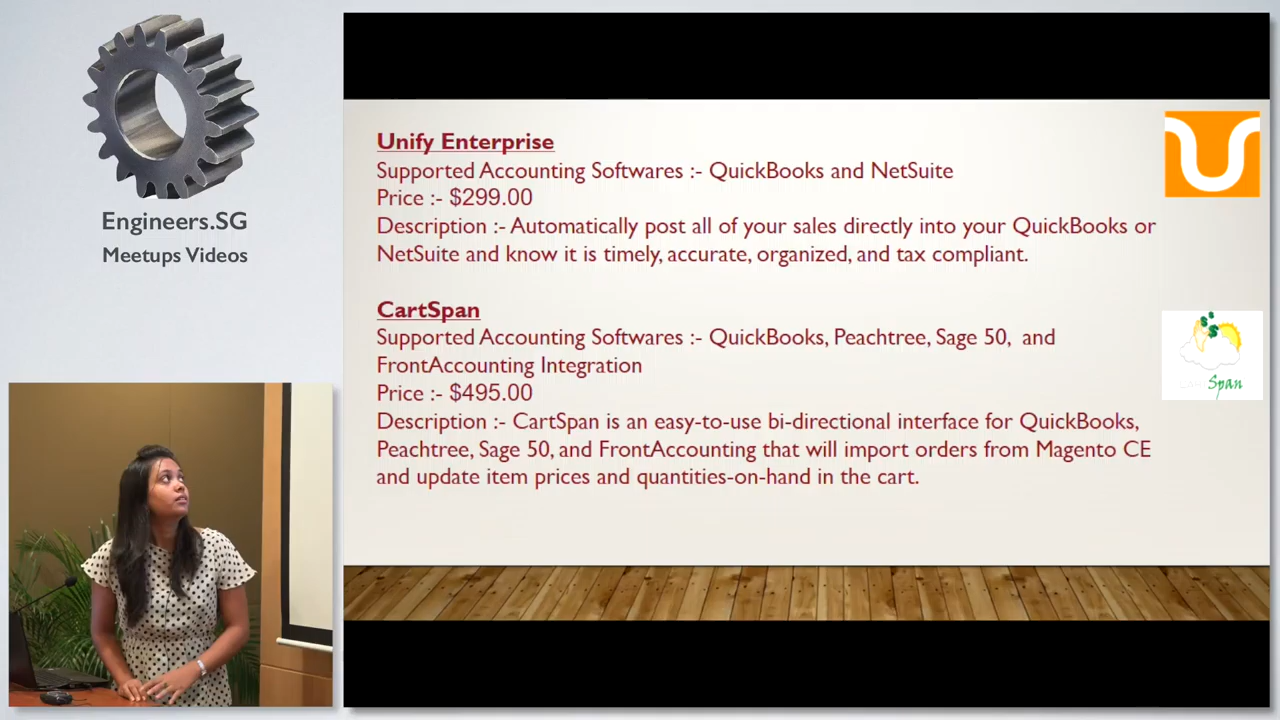 Engineers.SG
Meetups Videos
Unify Enterprise
Supported Accounting Softwares :- QuickBooks and NetSuite
Price :- $299.00
Description :- Automatically post all of your sales directly into your QuickBooks or
NetSuite and know it is timely, accurate, organized, and tax compliant.
CartSpan
Supported Accounting Softwares :- QuickBooks, Peachtree, Sage 50, and
FrontAccounting Integration
Price :- $495.00
Description :- CartSpan is an easy-to-use bi-directional interface for QuickBooks,
Peachtree, Sage 50, and FrontAccounting that will import orders from Magento CE
and update item prices and quantities-on-hand in the cart.
$ $ $
Span